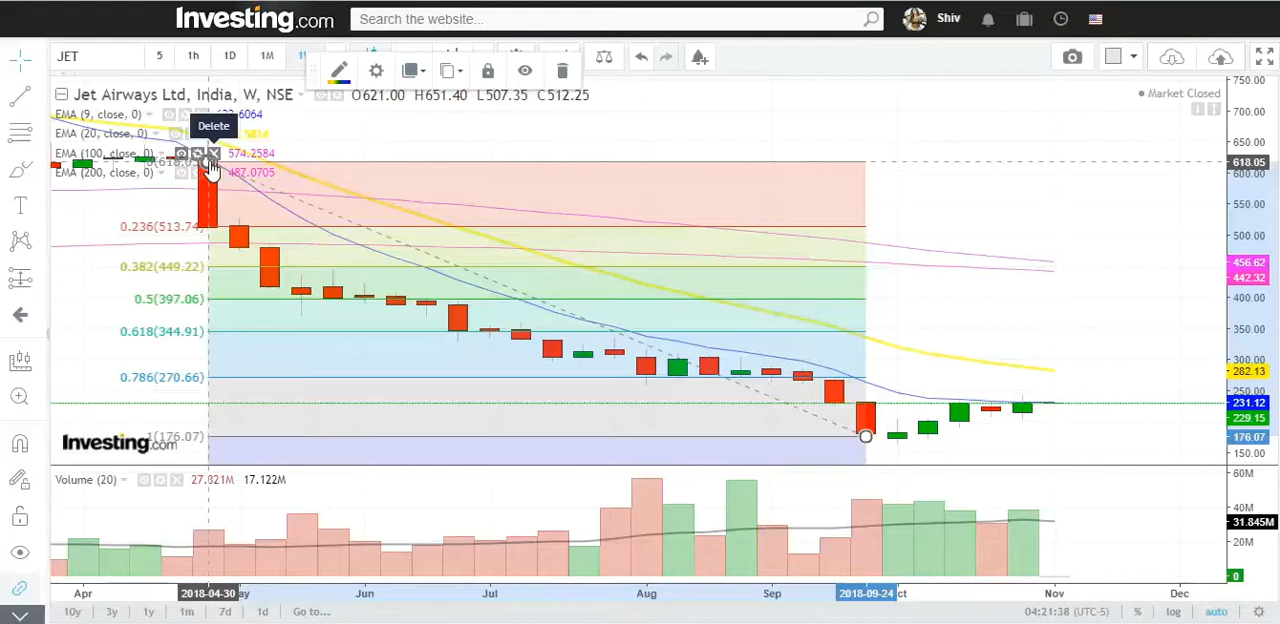 Investing.com
Search the website...
Shiv
JET
5
1h
1D
1M
Jet Airways Ltd, India, W, NSE
O621.00 H651.40 L507.35 C512.25
Market Closed
EMA (9, close, 0)
Delete
EMA (20, close, 0)
EMA (100, close, 0)
574.2584
EMA (200, close, 0)
487.0705
0.236(513.74)
0.382(449.22)
0.5(397.06)
0.618(344.91)
0.786(270.66)
1(176.07)
Investing.com
750.00
700.00
650.00
618.05
600.00
550.00
500.00
456.62
442.32
400.00
350.00
300.00
282.13
250.00
231.12
229.15
176.07
150.00
Volume (20)
27.821M 17.122M
60M
40M
31.845M
20M
0
Apr
2018-04-30
Jun
Jul
Aug
Sep
2018-09-24
Nov
Dec
10y
3y
1y
1m
7d
1d
Go to...
04:21:38 (UTC-5)
%
log
auto